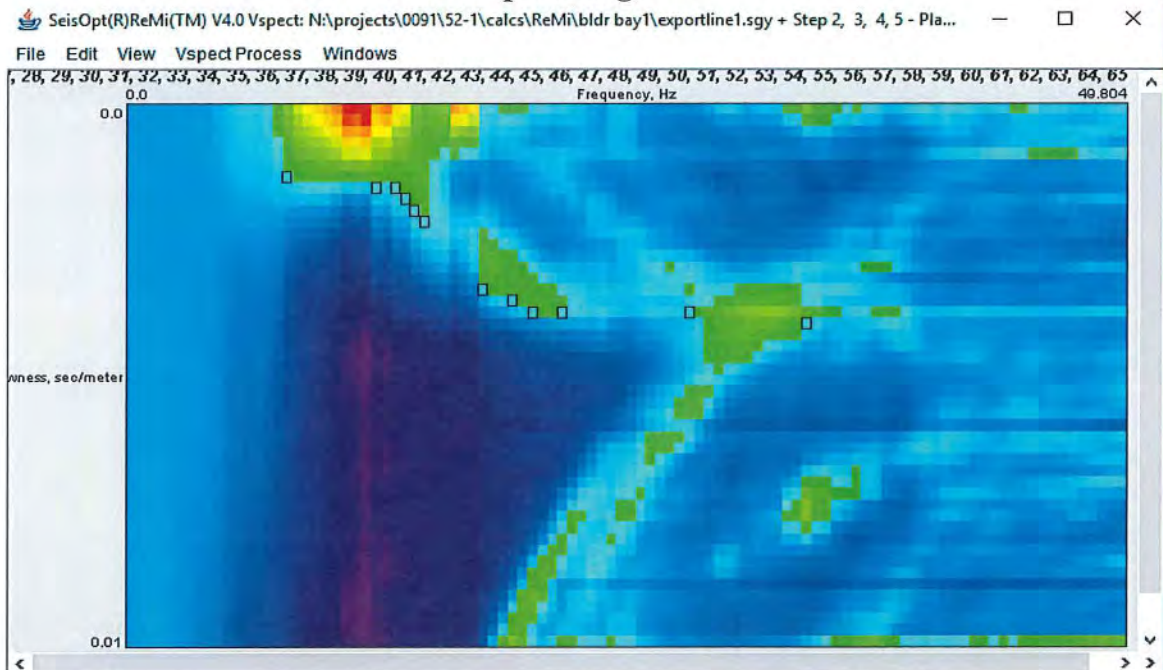 SeisOpt(R)ReMi(TM) V4.0 Vspect: N:\projects\0091\52-1\calcs\ReMi\bldr bay1\exportline1.sgy + Step 2, 3, 4, 5 - Pla...
File Edit View Vspect Process Windows
, 28, 29, 30, 31, 32, 33, 34, 35, 36, 37, 38, 39, 40, 41, 42, 43, 44, 45, 46, 47, 48, 49, 50, 51, 52, 53, 54, 55, 56, 57, 58, 59, 60, 61, 62, 63, 64, 65
0.0 Frequency, Hz 49.804
0.0
wness, sec/meter
0.01